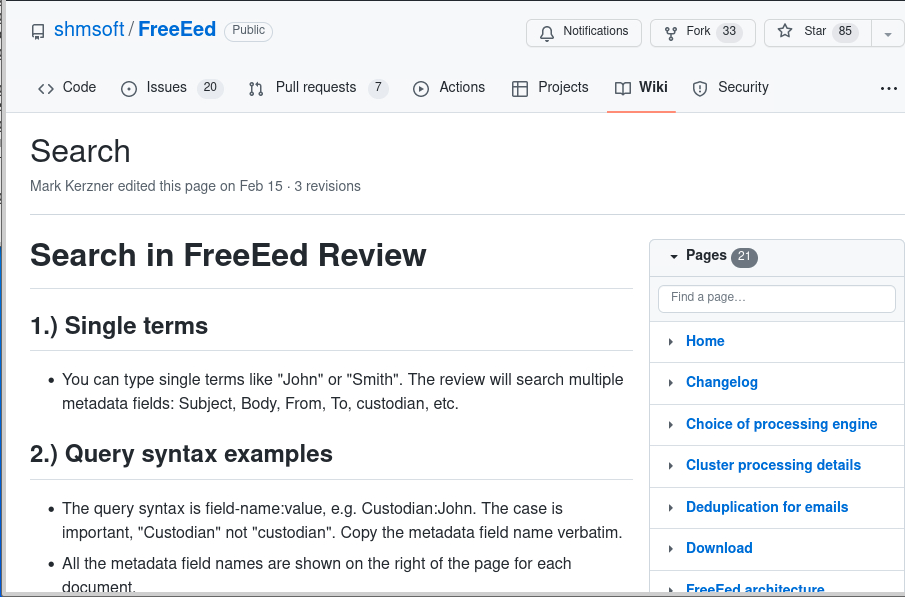 shmsoft / FreeEed Public
Notifications Fork 33 Star 85
Code Issues 20 Pull requests 7 Actions Projects Wiki Security
Search
Mark Kerzner edited this page on Feb 15 · 3 revisions
Search in FreeEed Review
1.) Single terms
You can type single terms like "John" or "Smith". The review will search multiple
metadata fields: Subject, Body, From, To, custodian, etc.
2.) Query syntax examples
The query syntax is field-name:value, e.g. Custodian:John. The case is
important, "Custodian" not "custodian". Copy the metadata field name verbatim.
All the metadata field names are shown on the right of the page for each
document.
Pages 21
Find a page…
Home
Changelog
Choice of processing engine
Cluster processing details
Deduplication for emails
Download
FreeEed architecture